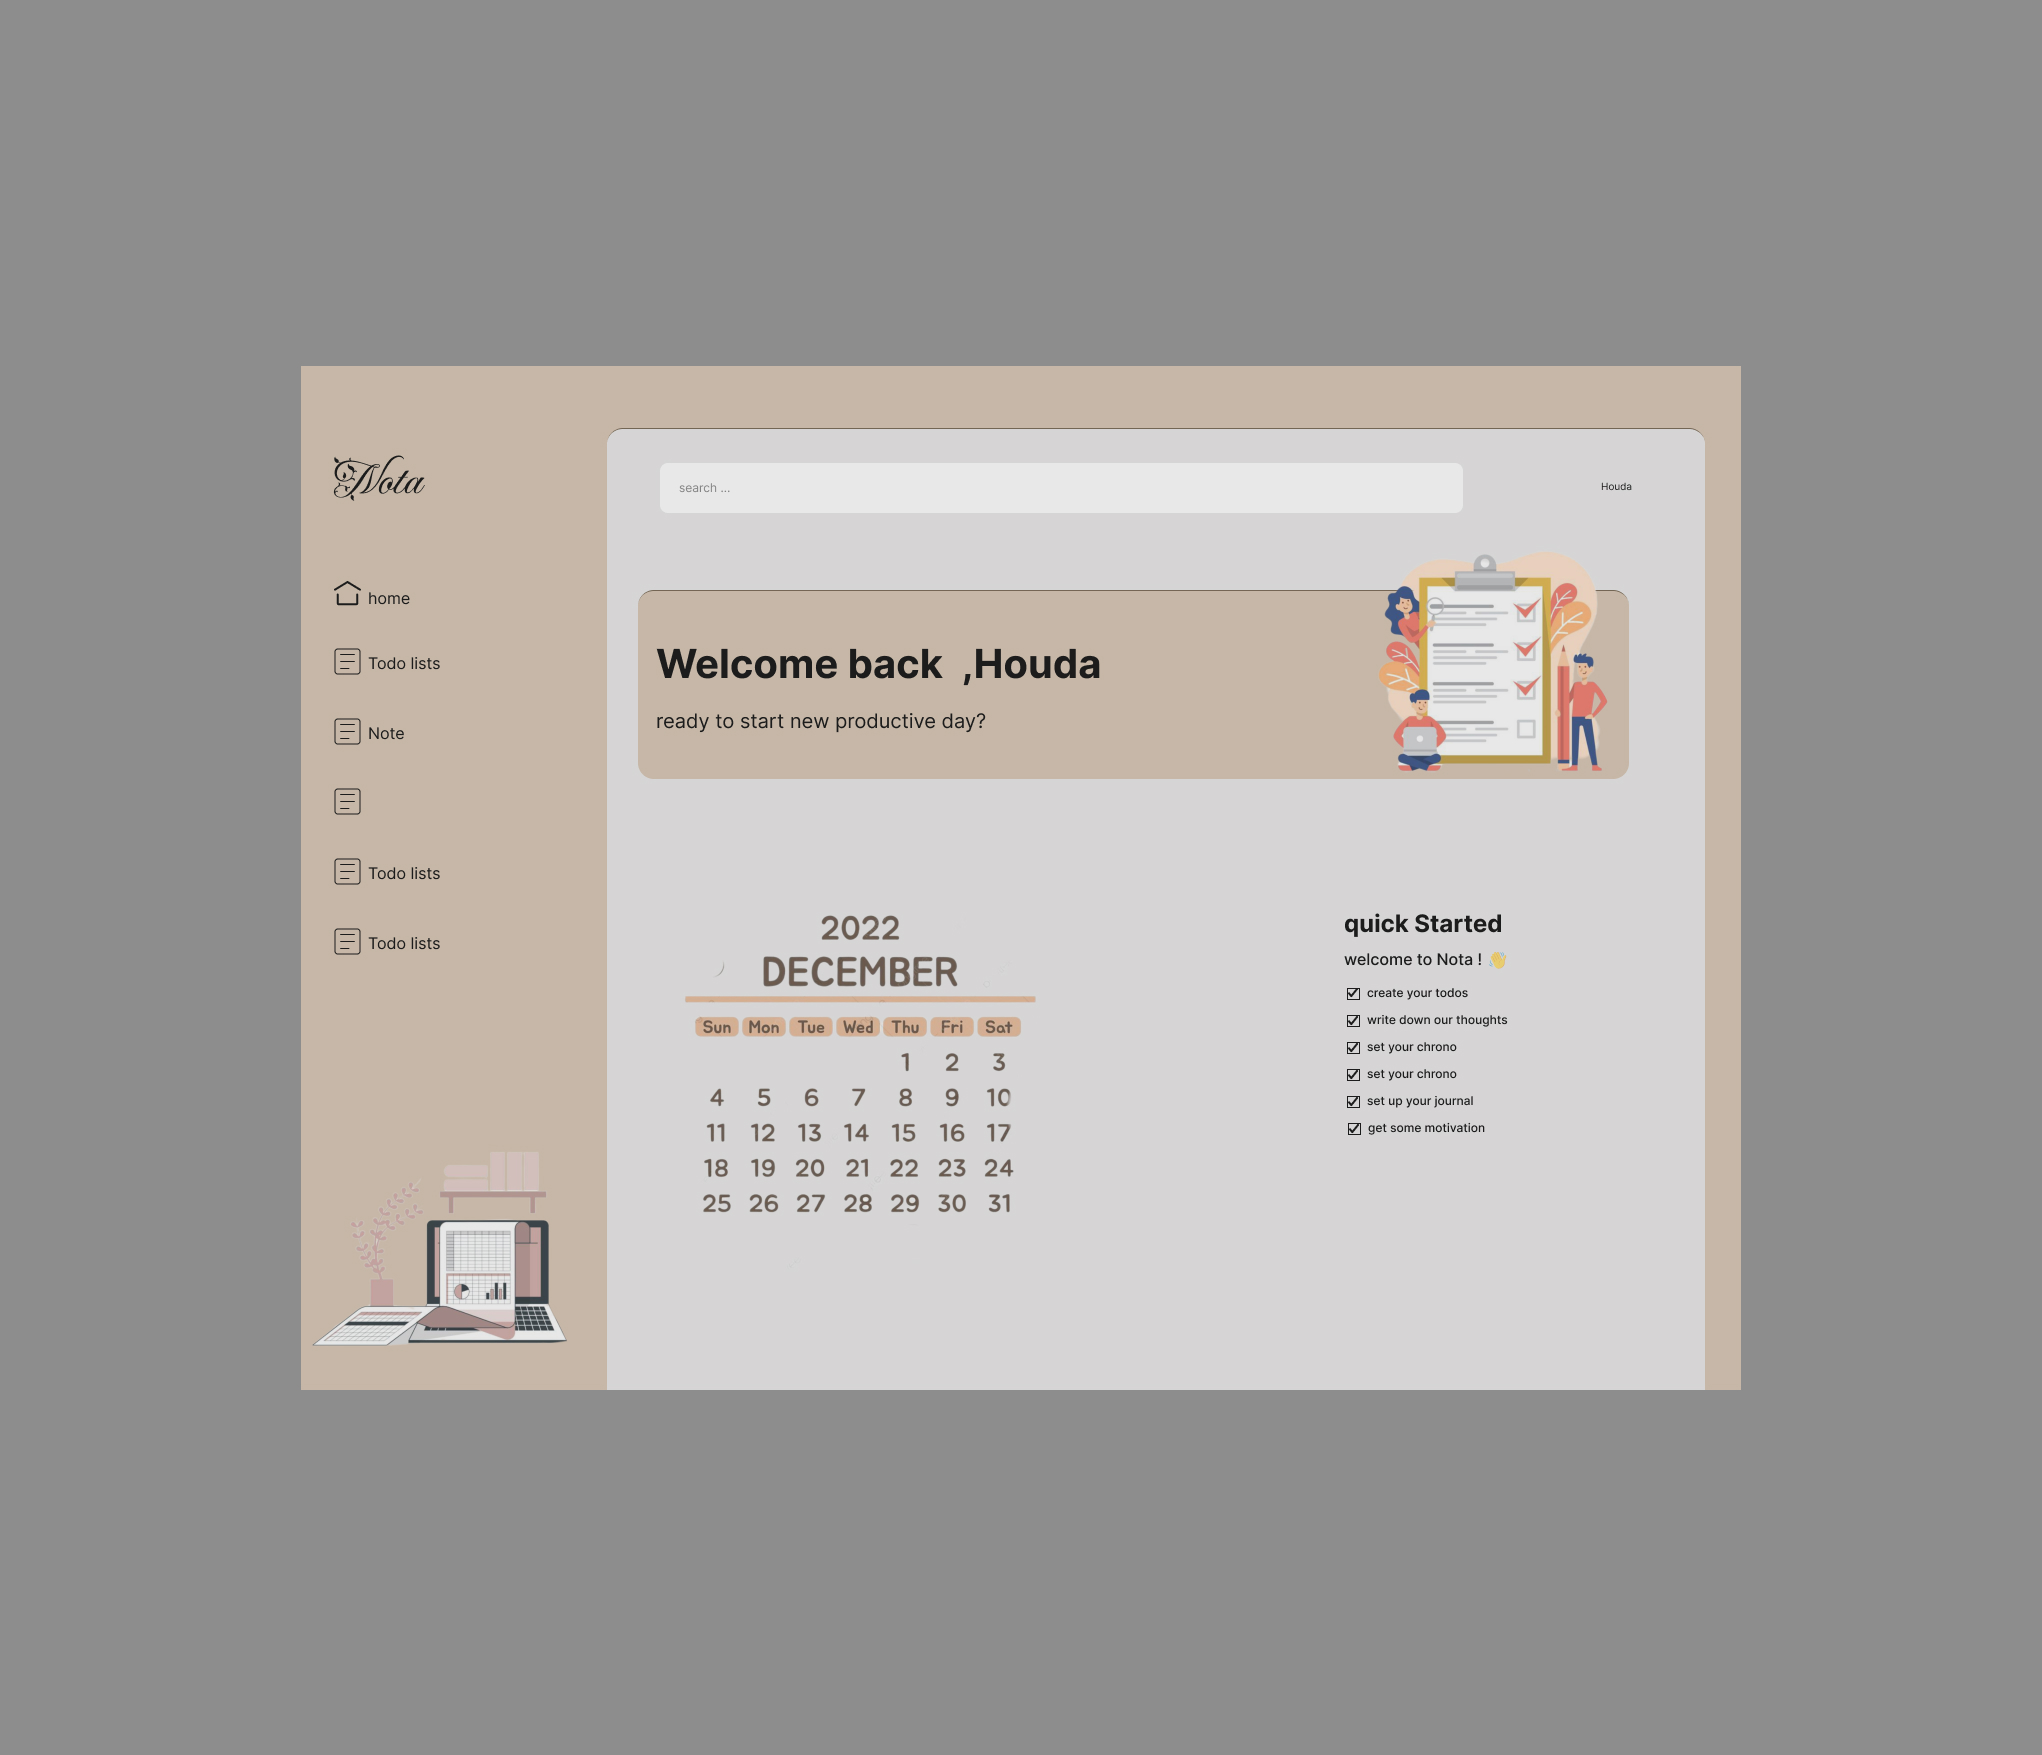 Nota
home
Todo lists
Note
Todo lists
Todo lists
search ...
Houda
Welcome back  ,Houda
ready to start new productive day?
2022
DECEMBER
Sun Mon Tue Wed Thu Fri Sat
1 2 3
4 5 6 7 8 9 10
11 12 13 14 15 16 17
18 19 20 21 22 23 24
25 26 27 28 29 30 31
quick Started
welcome to Nota ! 👋
create your todos
write down our thoughts
set your chrono
set your chrono
set up your journal
get some motivation